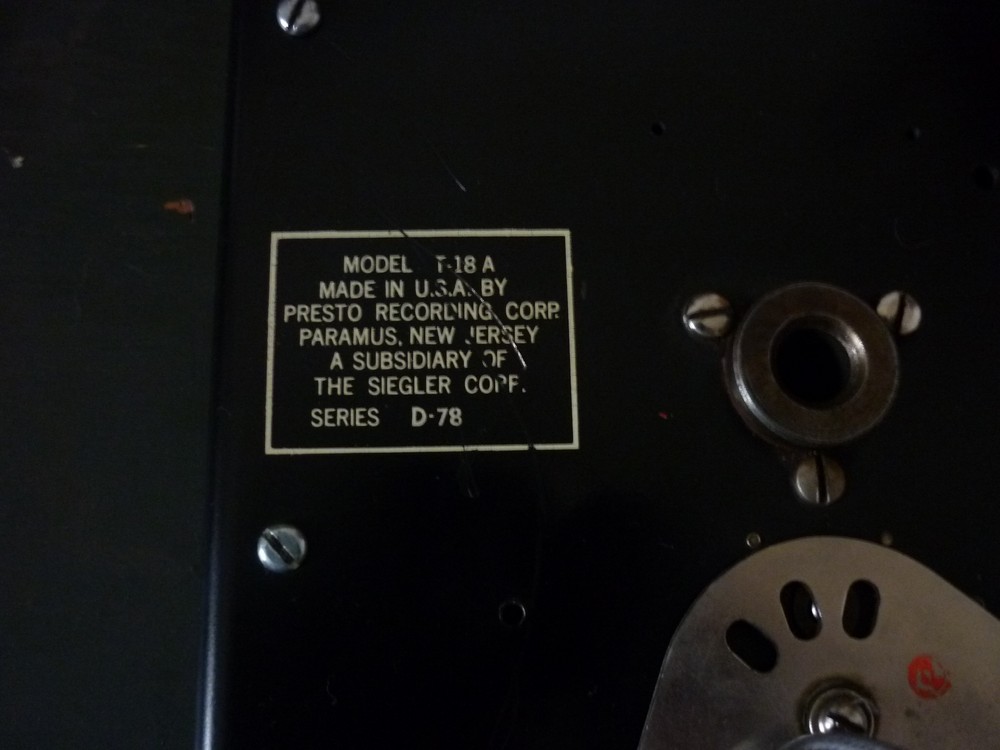 MODEL T-18 A
MADE IN U.S.A. BY
PRESTO RECORDING CORP.
PARAMUS, NEW JERSEY
A SUBSIDIARY OF
THE SIEGLER CORP.
SERIES D-78